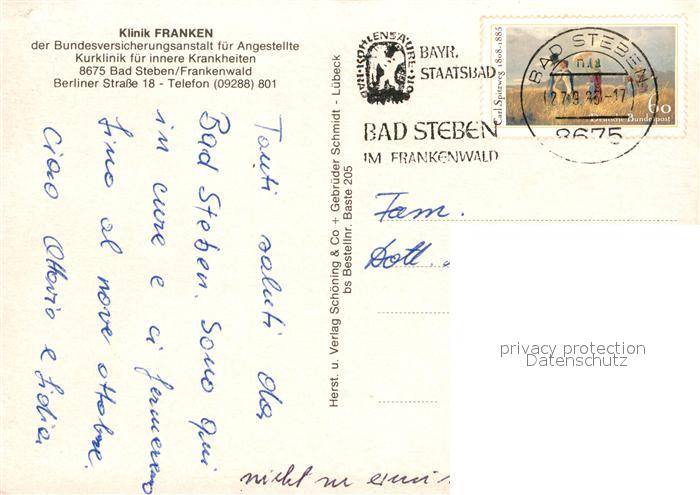 Klinik FRANKEN
der Bundesversicherungsanstalt für Angestellte
Kurklinik für innere Krankheiten
8675 Bad Steben/Frankenwald
Berliner Straße 18 - Telefon (09288) 801
Tanti saluti da
Bad Steben. Sono qui
in cure e ci fermeremo
fino al nove ottobre.
Ciao Ottavio e Lidia
Herst. u. Verlag Schöning & Co + Gebrüder Schmidt - Lübeck
bs Bestellnr. Baste 205
BAYR.
STAATSBAD
BAD STEBEN
IM FRANKENWALD
Carl Spitzweg 1808-1885
60
Deutsche Bundespost
BAD STEBEN
8675
Fam.
Dott.
privacy protection
Datenschutz
nicht zu